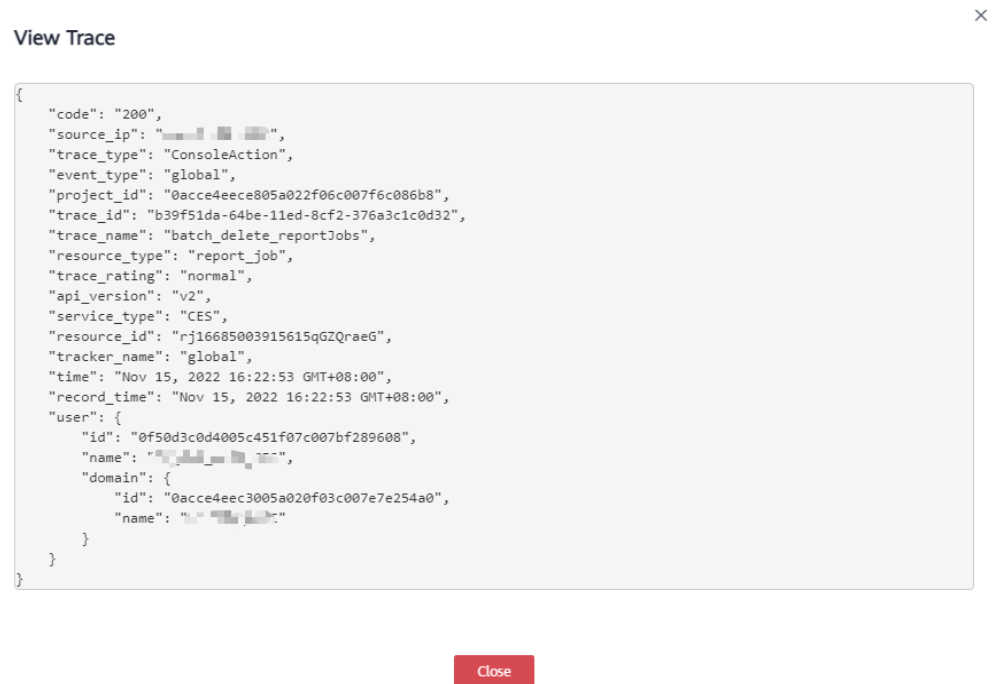 View Trace
{
"code": "200",
"source_ip": "
",
"trace_type": "ConsoleAction",
"event_type": "global",
"project_id": "0acce4eece805a022f06c007f6c086b8",
"trace_id": "b39f51da-64be-11ed-8cf2-376a3c1c0d32",
"trace_name": "batch_delete_reportJobs",
"resource_type": "report_job",
"trace_rating": "normal",
"api_version": "v2",
"service_type": "CES",
"resource_id": "rj16685003915615qGZQraeG",
"tracker_name": "global",
"time": "Nov 15, 2022 16:22:53 GMT+08:00",
"record_time": "Nov 15, 2022 16:22:53 GMT+08:00",
"user": {
"id": "0f50d3c0d4005c451f07c007bf289608",
"name": "
",
"domain": {
"id": "0acce4eec3005a020f03c007e7e254a0",
"name": "
"
}
}
}
Close